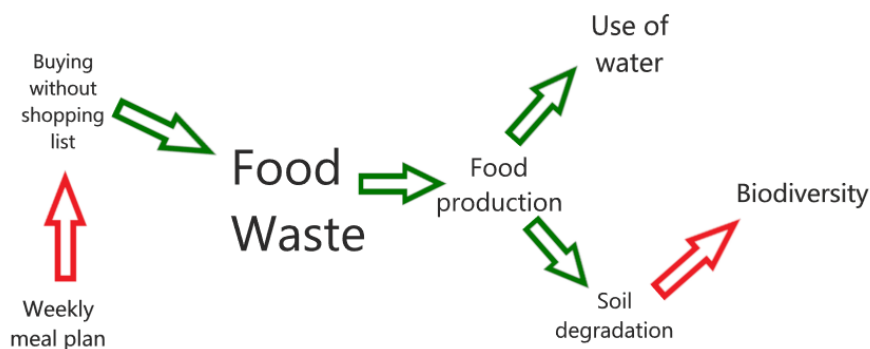 Buying
without
shopping
list
Weekly
meal plan
Food
Waste
Food
production
Use of
water
Soil
degradation
Biodiversity